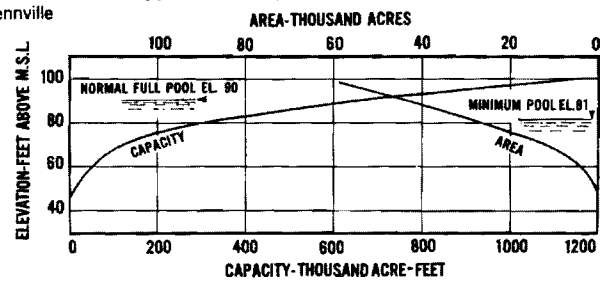 ennville
AREA-THOUSAND ACRES
100 80 60 40 20 0
ELEVATION-FEET ABOVE M.S.L.
100
80
60
40
NORMAL FULL POOL EL. 90
MINIMUM POOL EL.81
CAPACITY
AREA
0 200 400 600 800 1000 1200
CAPACITY-THOUSAND ACRE-FEET